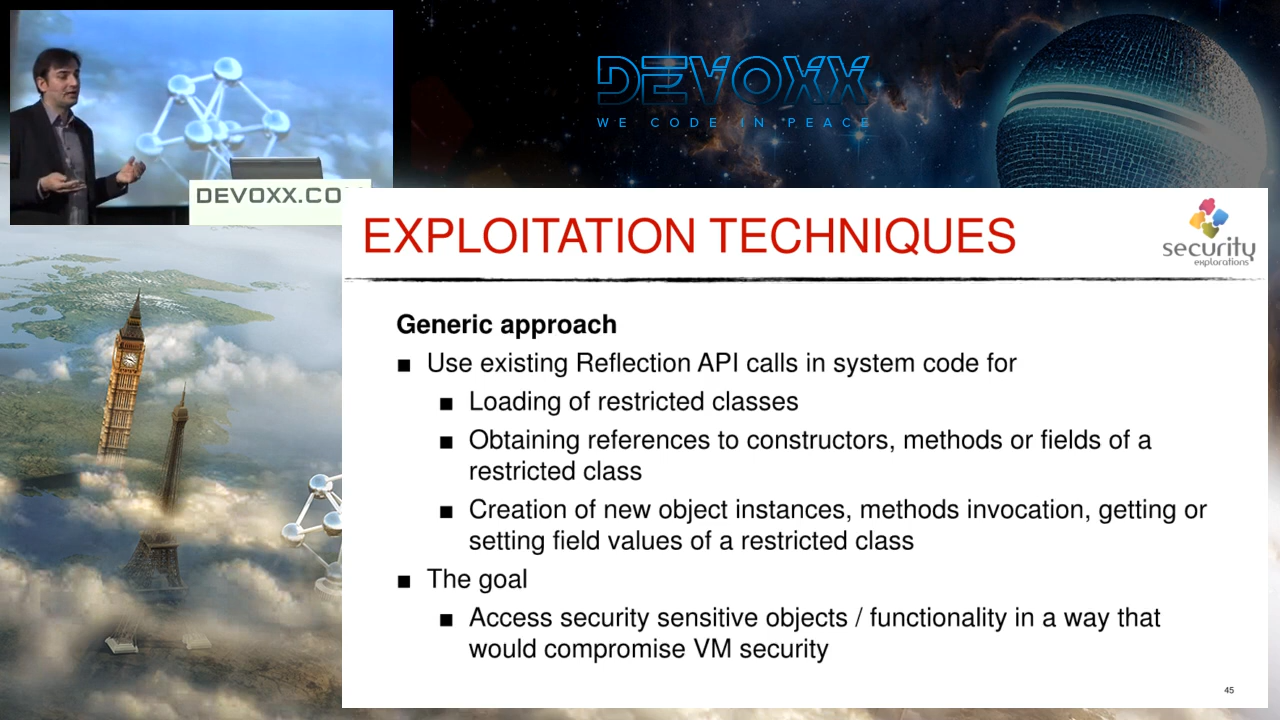 DEVOXX
WE CODE IN PEACE
DEVOXX.CO
EXPLOITATION TECHNIQUES
security
explorations
Generic approach
■ Use existing Reflection API calls in system code for
■ Loading of restricted classes
■ Obtaining references to constructors, methods or fields of a
restricted class
■ Creation of new object instances, methods invocation, getting or
setting field values of a restricted class
■ The goal
■ Access security sensitive objects / functionality in a way that
would compromise VM security
45